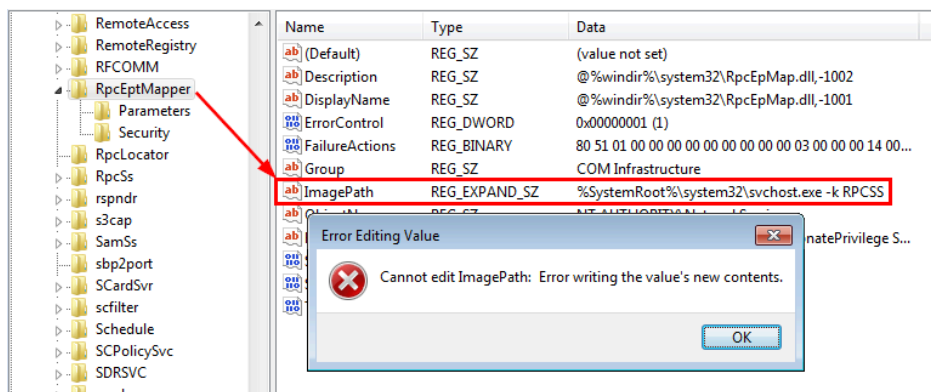 RemoteAccess
RemoteRegistry
RFCOMM
RpcEptMapper
Parameters
Security
RpcLocator
RpcSs
rspndr
s3cap
SamSs
sbp2port
SCardSvr
scfilter
Schedule
SCPolicySvc
SDRSVC
Name Type Data
(Default) REG_SZ (value not set)
Description REG_SZ @%windir%\system32\RpcEpMap.dll,-1002
DisplayName REG_SZ @%windir%\system32\RpcEpMap.dll,-1001
ErrorControl REG_DWORD 0x00000001 (1)
FailureActions REG_BINARY 80 51 01 00 00 00 00 00 00 00 00 00 03 00 00 00 14 00...
Group REG_SZ COM Infrastructure
ImagePath REG_EXPAND_SZ %SystemRoot%\system32\svchost.exe -k RPCSS
onatePrivilege S...
Error Editing Value
Cannot edit ImagePath: Error writing the value's new contents.
OK